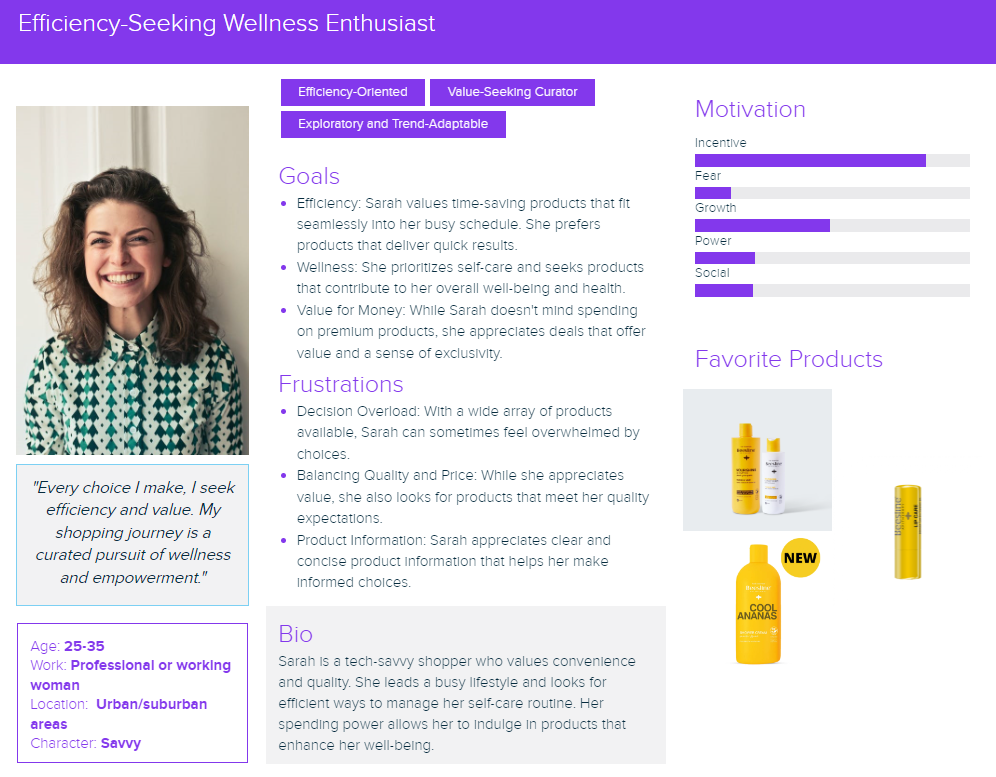 Efficiency-Seeking Wellness Enthusiast
Efficiency-Oriented
Value-Seeking Curator
Exploratory and Trend-Adaptable
Goals
• Efficiency: Sarah values time-saving products that fit
seamlessly into her busy schedule. She prefers
products that deliver quick results.
• Wellness: She prioritizes self-care and seeks products
that contribute to her overall well-being and health.
• Value for Money: While Sarah doesn't mind spending
on premium products, she appreciates deals that offer
value and a sense of exclusivity.
Frustrations
• Decision Overload: With a wide array of products
available, Sarah can sometimes feel overwhelmed by
choices.
• Balancing Quality and Price: While she appreciates
value, she also looks for products that meet her quality
expectations.
• Product Information: Sarah appreciates clear and
concise product information that helps her make
informed choices.
"Every choice I make, I seek
efficiency and value. My
shopping journey is a
curated pursuit of wellness
and empowerment."
Age: 25-35
Work: Professional or working
woman
Location: Urban/suburban
areas
Character: Savvy
Bio
Sarah is a tech-savvy shopper who values convenience
and quality. She leads a busy lifestyle and looks for
efficient ways to manage her self-care routine. Her
spending power allows her to indulge in products that
enhance her well-being.
Motivation
Incentive
Fear
Growth
Power
Social
Favorite Products
Beesline
Beesline
Beesline
LIP CARE
NEW
Beesline
COOL
ANANAS